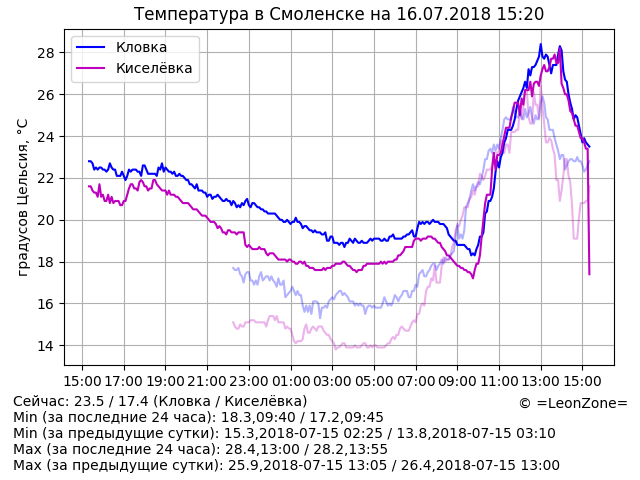 Температура в Смоленске на 16.07.2018 15:20
Кловка
Киселёвка
градусов Цельсия, °C
28
26
24
22
20
18
16
14
15:00 17:00 19:00 21:00 23:00 01:00 03:00 05:00 07:00 09:00 11:00 13:00 15:00
Сейчас: 23.5 / 17.4 (Кловка / Киселёвка)
© =LeonZone=
Min (за последние 24 часа): 18.3,09:40 / 17.2,09:45
Min (за предыдущие сутки): 15.3,2018-07-15 02:25 / 13.8,2018-07-15 03:10
Max (за последние 24 часа): 28.4,13:00 / 28.2,13:55
Max (за предыдущие сутки): 25.9,2018-07-15 13:05 / 26.4,2018-07-15 13:00